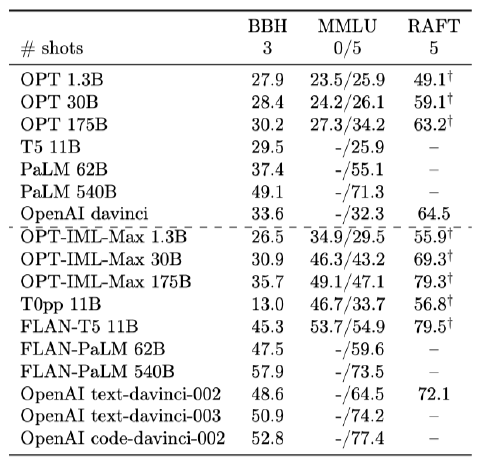 BBH MMLU RAFT
# shots 3 0/5 5
OPT 1.3B 27.9 23.5/25.9 49.1†
OPT 30B 28.4 24.2/26.1 59.1†
OPT 175B 30.2 27.3/34.2 63.2†
T5 11B 29.5 -/25.9 –
PaLM 62B 37.4 -/55.1 –
PaLM 540B 49.1 -/71.3 –
OpenAI davinci 33.6 -/32.3 64.5
OPT-IML-Max 1.3B 26.5 34.9/29.5 55.9†
OPT-IML-Max 30B 30.9 46.3/43.2 69.3†
OPT-IML-Max 175B 35.7 49.1/47.1 79.3†
T0pp 11B 13.0 46.7/33.7 56.8†
FLAN-T5 11B 45.3 53.7/54.9 79.5†
FLAN-PaLM 62B 47.5 -/59.6 –
FLAN-PaLM 540B 57.9 -/73.5 –
OpenAI text-davinci-002 48.6 -/64.5 72.1
OpenAI text-davinci-003 50.9 -/74.2 –
OpenAI code-davinci-002 52.8 -/77.4 –